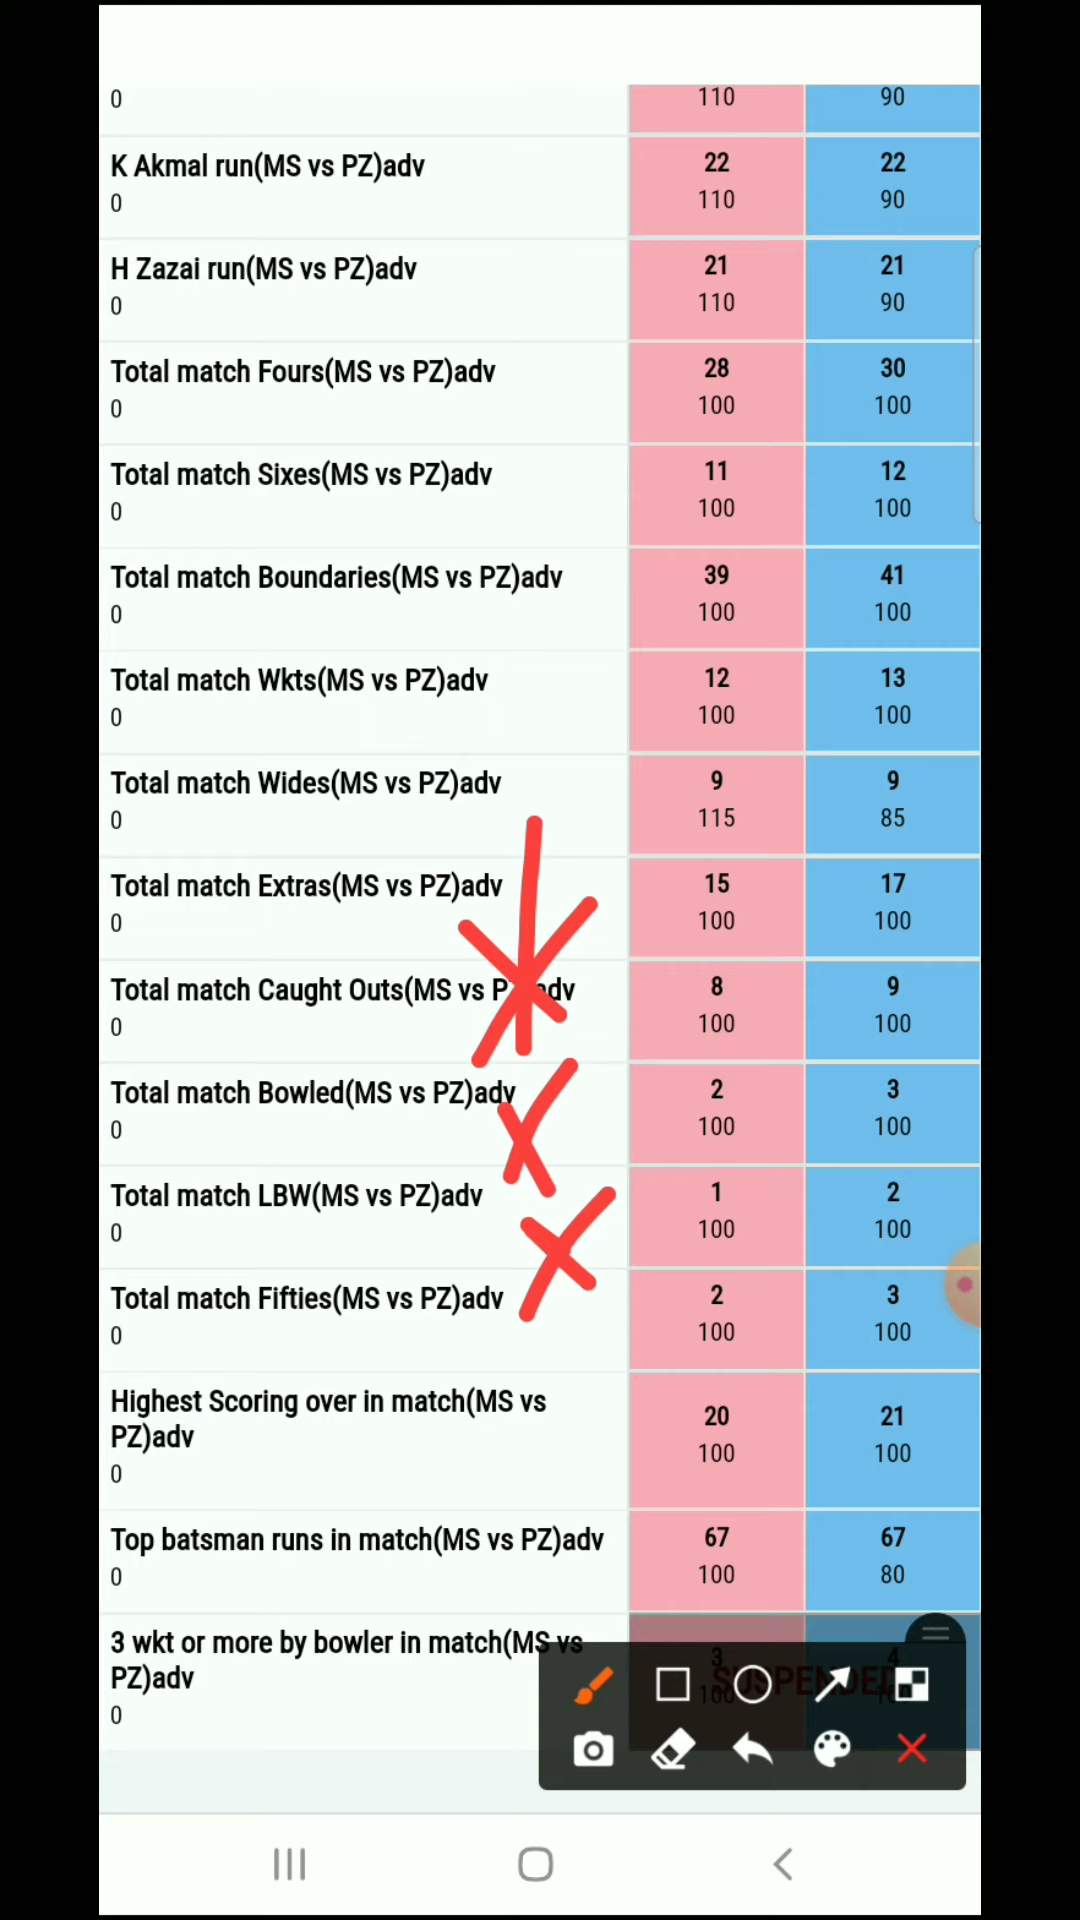 0 110 90
K Akmal run(MS vs PZ)adv 22 22
0 110 90
H Zazai run(MS vs PZ)adv 21 21
0 110 90
Total match Fours(MS vs PZ)adv 28 30
0 100 100
Total match Sixes(MS vs PZ)adv 11 12
0 100 100
Total match Boundaries(MS vs PZ)adv 39 41
0 100 100
Total match Wkts(MS vs PZ)adv 12 13
0 100 100
Total match Wides(MS vs PZ)adv 9 9
0 115 85
Total match Extras(MS vs PZ)adv 15 17
0 100 100
Total match Caught Outs(MS vs P adv 8 9
0 100 100
Total match Bowled(MS vs PZ)adv 2 3
0 100 100
Total match LBW(MS vs PZ)adv 1 2
0 100 100
Total match Fifties(MS vs PZ)adv 2 3
0 100 100
Highest Scoring over in match(MS vs
PZ)adv
20 21
0 100 100
Top batsman runs in match(MS vs PZ)adv 67 67
0 100 80
3 wkt or more by bowler in match(MS vs
PZ)adv
3 4
SUSPENDED
0